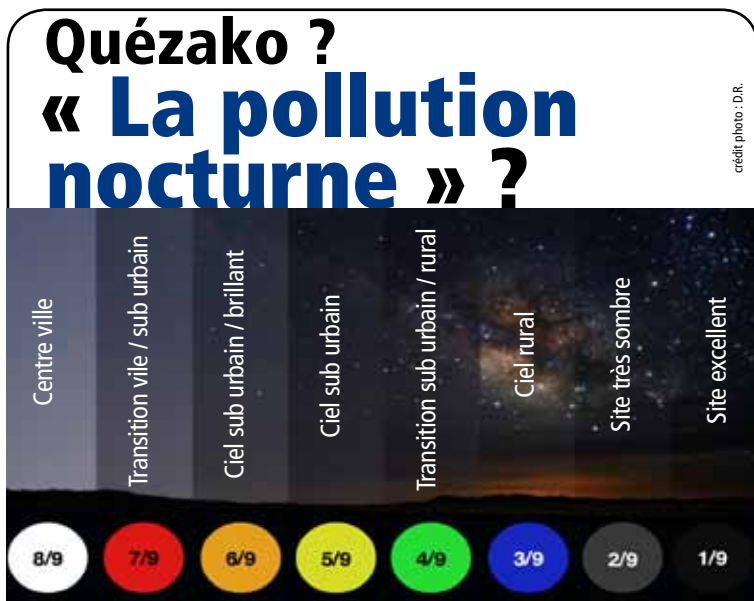 Quézako ?
« La pollution
nocturne » ?
crédit photo : D.R.
Centre ville
Transition vile / sub urbain
Ciel sub urbain / brillant
Ciel sub urbain
Transition sub urbain / rural
Ciel rural
Site très sombre
Site excellent
8/9
7/9
6/9
5/9
4/9
3/9
2/9
1/9